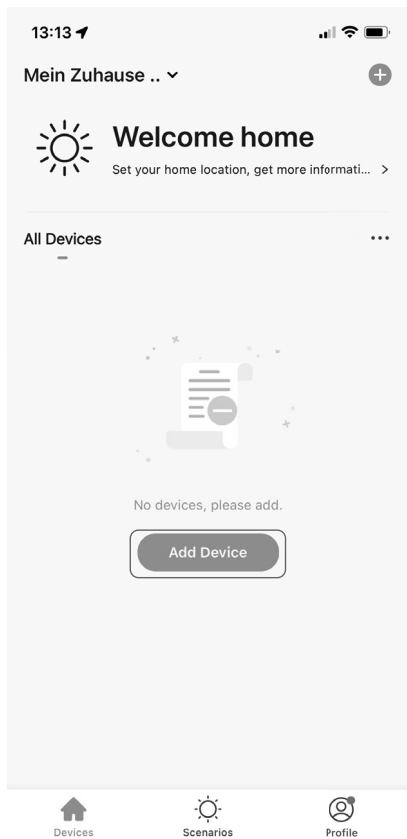 13:13
Mein Zuhause ..
Welcome home
Set your home location, get more informati...
All Devices
No devices, please add.
Add Device
Devices
Scenarios
Profile